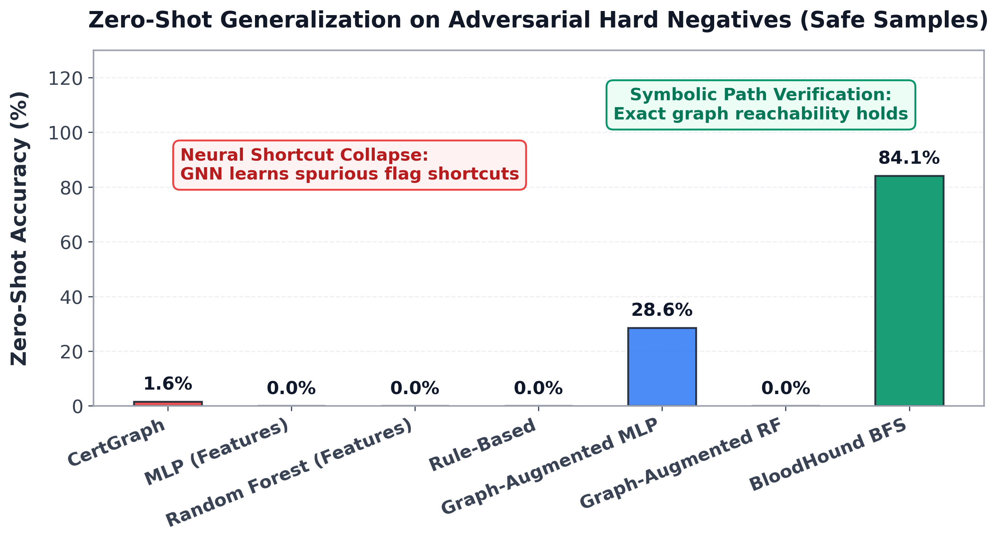 Zero-Shot Generalization on Adversarial Hard Negatives (Safe Samples)
Zero-Shot Accuracy (%)
120
100
80
60
40
20
0
Symbolic Path Verification:
Exact graph reachability holds
Neural Shortcut Collapse:
GNN learns spurious flag shortcuts
1.6%
0.0%
0.0%
0.0%
28.6%
0.0%
84.1%
CertGraph
MLP (Features)
Random Forest (Features)
Rule-Based
Graph-Augmented MLP
Graph-Augmented RF
BloodHound BFS